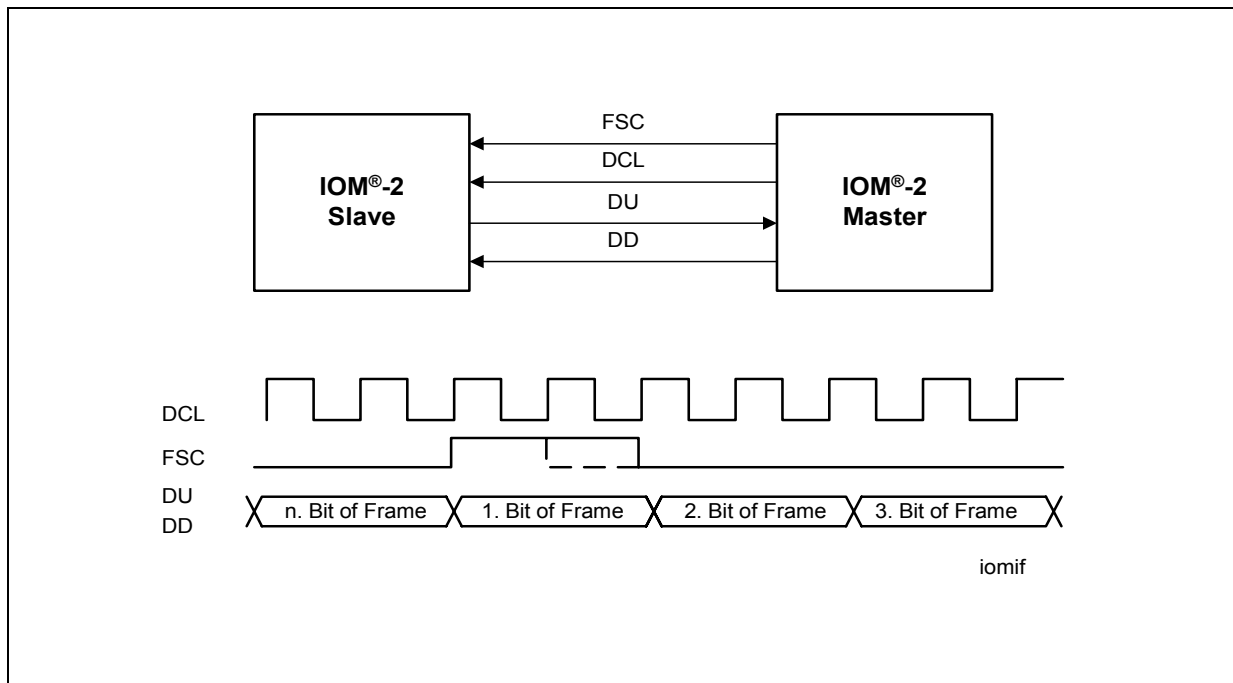 FSC
DCL
DU
DD
IOM®-2
Slave
IOM®-2
Master
DCL
FSC
DU
DD
n. Bit of Frame
1. Bit of Frame
2. Bit of Frame
3. Bit of Frame
iomif